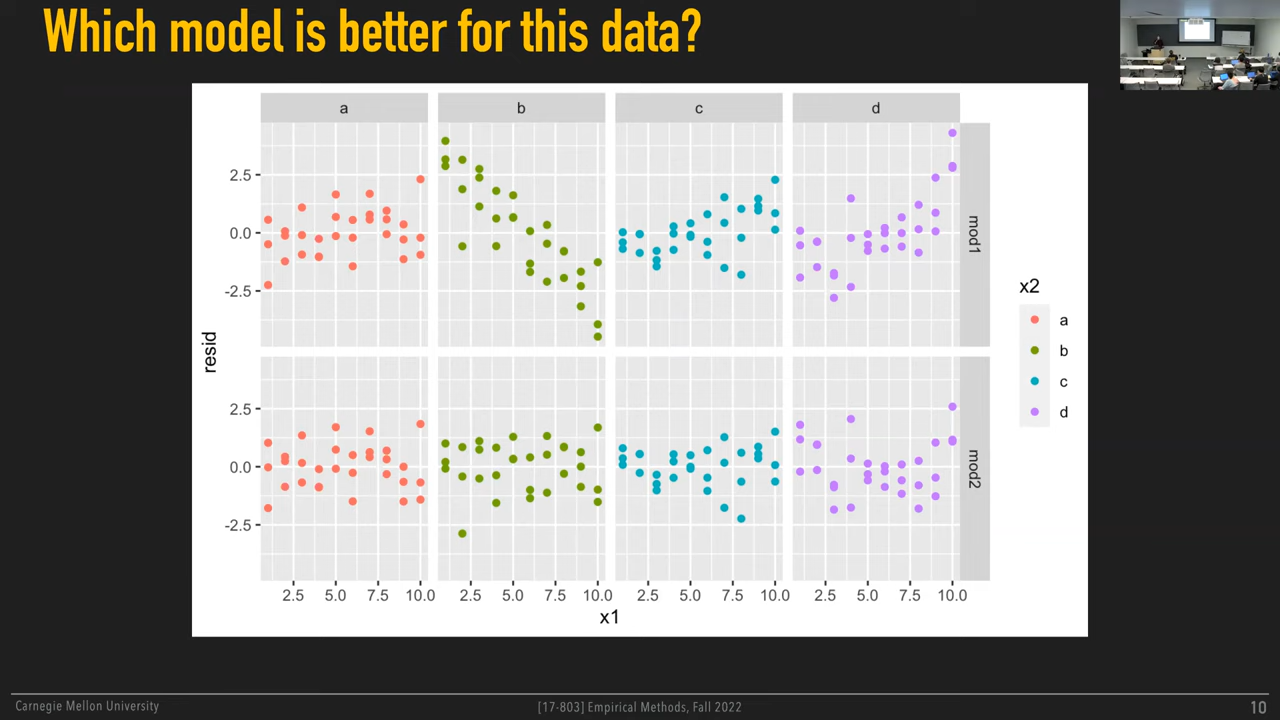 Which model is better for this data?
a b c d
2.5
0.0
-2.5
mod1
resid
2.5
0.0
-2.5
mod2
2.5 5.0 7.5 10.0 2.5 5.0 7.5 10.0 2.5 5.0 7.5 10.0 2.5 5.0 7.5 10.0
x1
x2
a
b
c
d
Carnegie Mellon University [17-803] Empirical Methods, Fall 2022 10